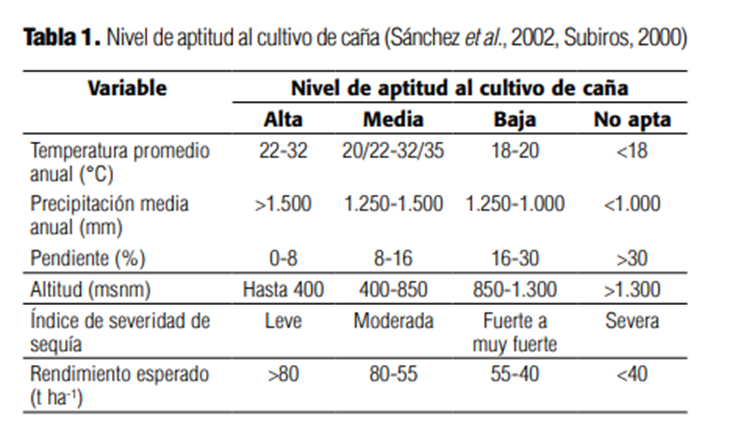 Tabla 1. Nivel de aptitud al cultivo de caña (Sánchez et al., 2002, Subiros, 2000)
Variable Nivel de aptitud al cultivo de caña
Alta Media Baja No apta
Temperatura promedio 22-32 20/22-32/35 18-20 <18
anual (°C)
Precipitación media >1.500 1.250-1.500 1.250-1.000 <1.000
anual (mm)
Pendiente (%) 0-8 8-16 16-30 >30
Altitud (msnm) Hasta 400 400-850 850-1.300 >1.300
Índice de severidad de Leve Moderada Fuerte a Severa
sequía muy fuerte
Rendimiento esperado >80 80-55 55-40 <40
(t ha-1)